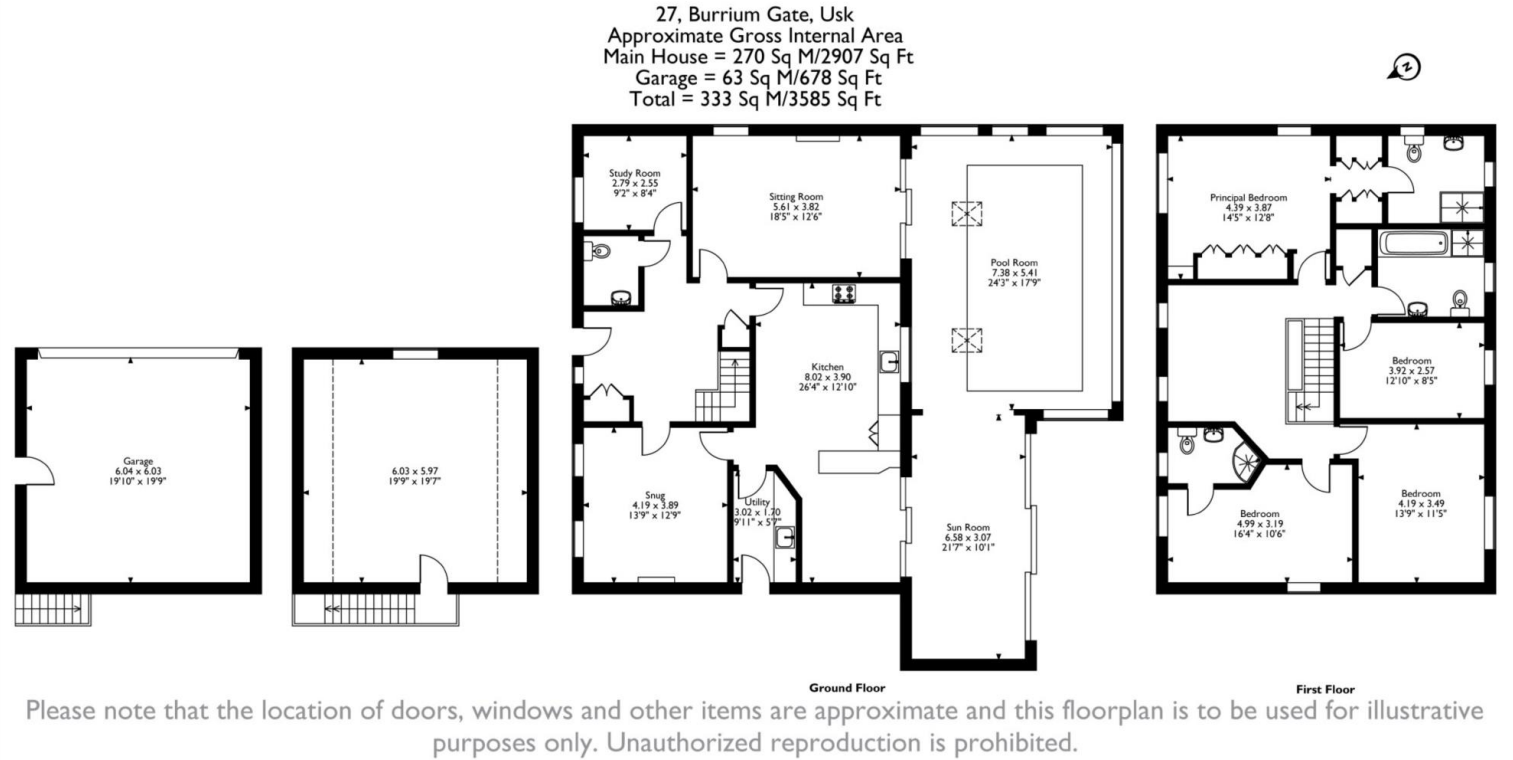 27, Burrium Gate, Usk
Approximate Gross Internal Area
Main House = 270 Sq M/2907 Sq Ft
Garage = 63 Sq M/678 Sq Ft
Total = 333 Sq M/3585 Sq Ft
N
Study Room
2.79 x 2.55
9'2" x 8'4"
Sitting Room
5.61 x 3.82
18'5" x 12'6"
Pool Room
7.38 x 5.41
24'3" x 17'9"
Kitchen
8.02 x 3.90
26'4" x 12'10"
Snug
4.19 x 3.89
13'9" x 12'9"
Utility
3.02 x 1.70
9'11" x 5'7"
Sun Room
6.58 x 3.07
21'7" x 10'1"
Garage
6.04 x 6.03
19'10" x 19'9"
6.03 x 5.97
19'9" x 19'7"
Principal Bedroom
4.39 x 3.87
14'5" x 12'8"
Bedroom
3.92 x 2.57
12'10" x 8'5"
Bedroom
4.19 x 3.49
13'9" x 11'5"
Bedroom
4.99 x 3.19
16'4" x 10'6"
Ground Floor
First Floor
Please note that the location of doors, windows and other items are approximate and this floorplan is to be used for illustrative
purposes only. Unauthorized reproduction is prohibited.